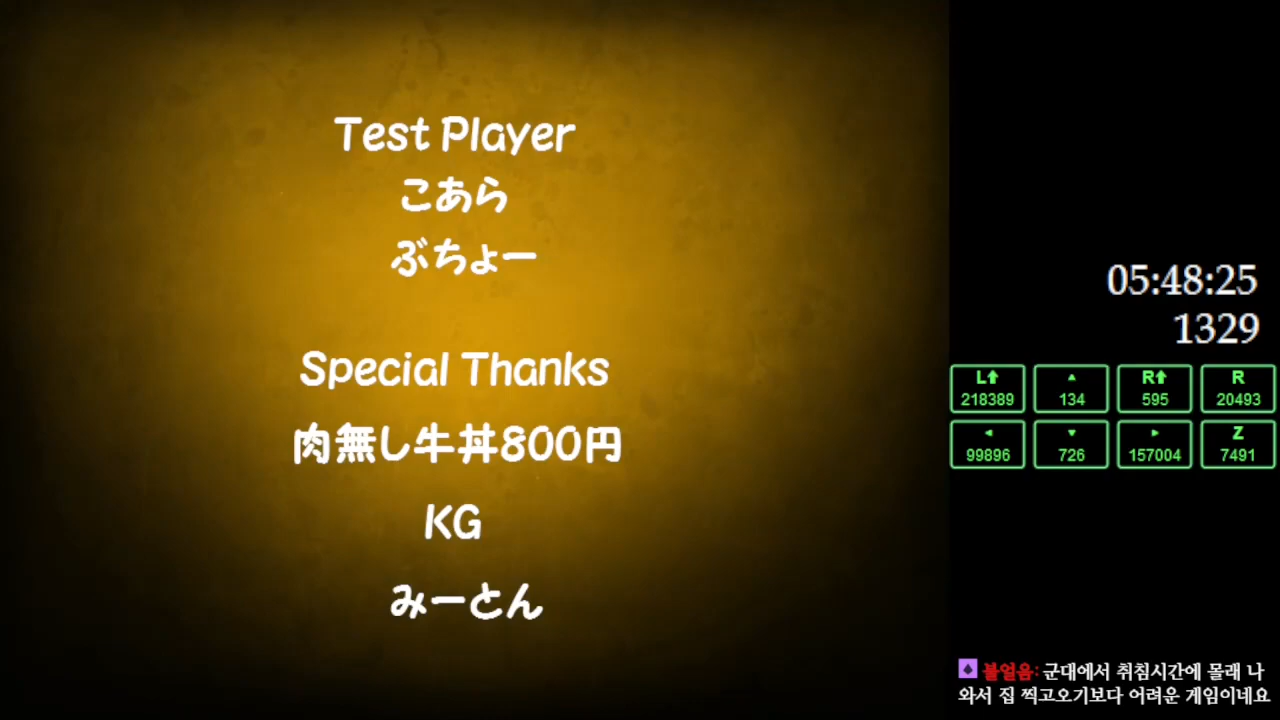 Test Player
こあら
ぶちょー
Special Thanks
肉無し牛丼800円
KG
みーとん
05:48:25
1329
L⬆ ▲ R⬆ R
218389 134 595 20493
◄ ▼ ► Z
99896 726 157004 7491
불얼음: 군대에서 취침시간에 몰래 나
와서 집 찍고오기보다 어려운 게임이네요